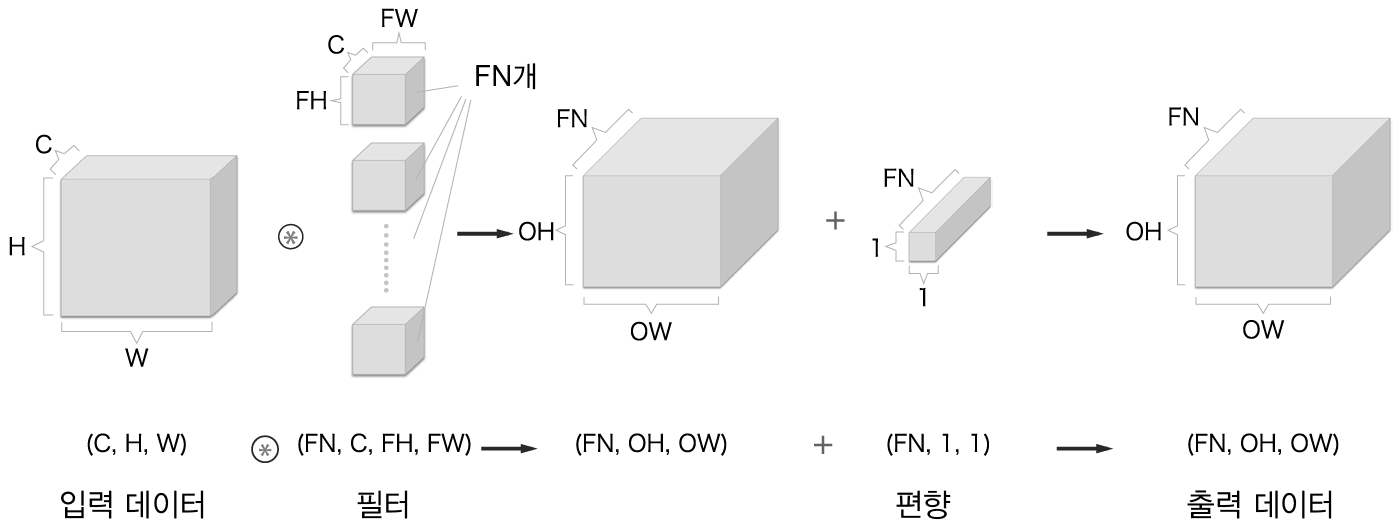 FW
C
FH
FN개
C
H
W
FN
OH
OW
+
FN
1
1
FN
OH
OW
(C, H, W) ⊛ (FN, C, FH, FW) → (FN, OH, OW) + (FN, 1, 1) → (FN, OH, OW)
입력 데이터 필터 편향 출력 데이터